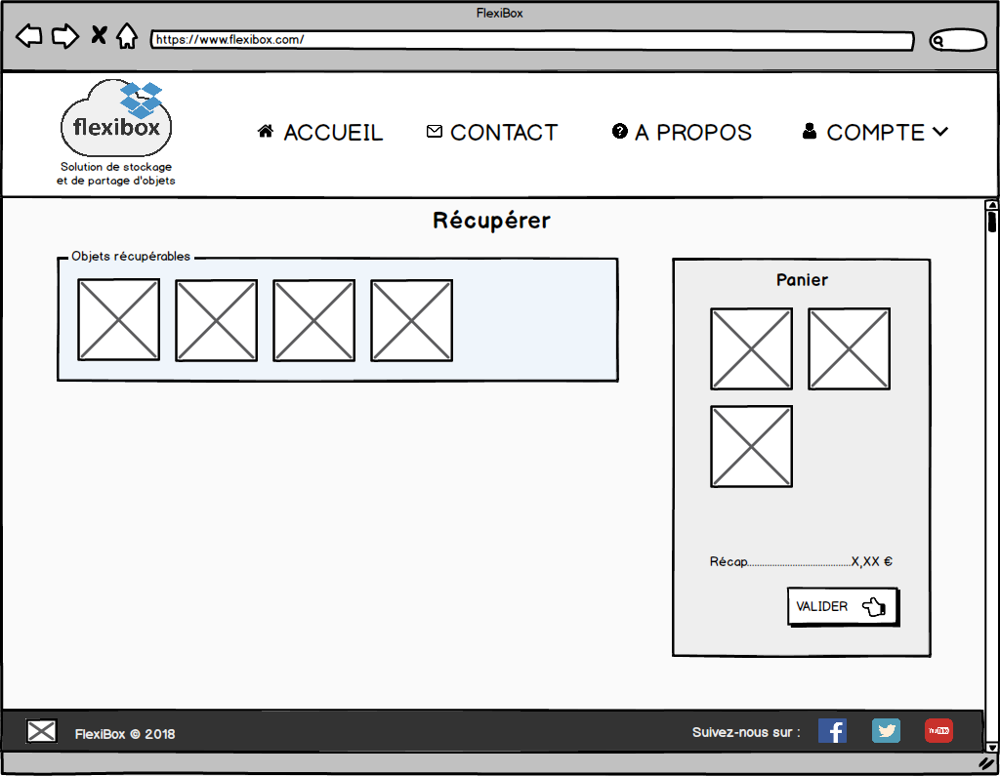 FlexiBox
https://www.flexibox.com/
flexibox
Solution de stockage
et de partage d'objets
ACCUEIL
CONTACT
A PROPOS
COMPTE
Récupérer
Objets récupérables
Panier
Récap............................................X,XX €
VALIDER
FlexiBox © 2018
Suivez-nous sur :
YouTube